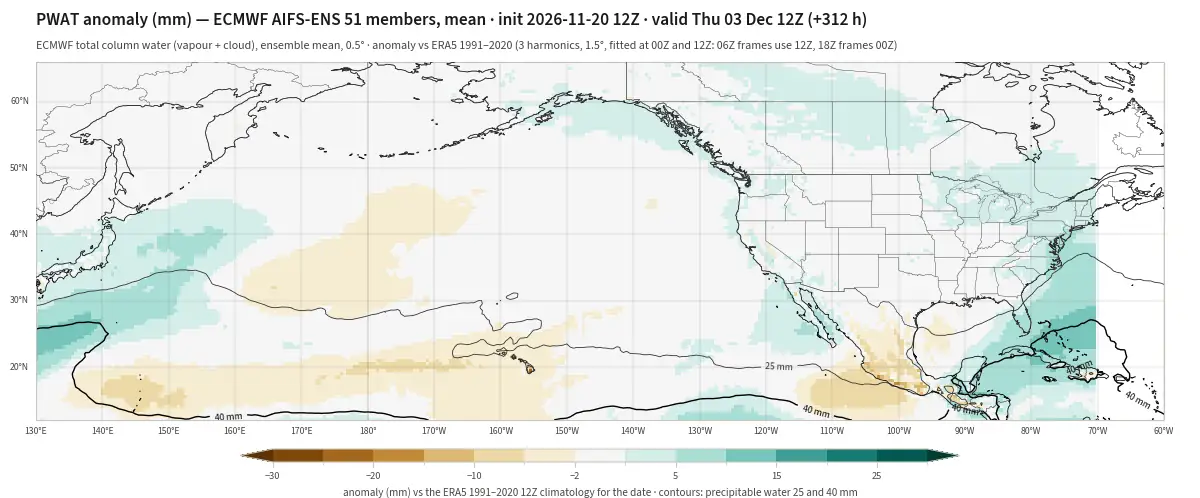 PWAT anomaly (mm) — ECMWF AIFS-ENS 51 members, mean · init 2026-11-20 12Z · valid Thu 03 Dec 12Z (+312 h)
ECMWF total column water (vapour + cloud), ensemble mean, 0.5° · anomaly vs ERA5 1991–2020 (3 harmonics, 1.5°, fitted at 00Z and 12Z: 06Z frames use 12Z, 18Z frames 00Z)
60°N
50°N
40°N
30°N
20°N
25 mm
40 mm
40 mm
40 mm
40 mm
40 mm
130°E 140°E 150°E 160°E 170°E 180° 170°W 160°W 150°W 140°W 130°W 120°W 110°W 100°W 90°W 80°W 70°W 60°W
−30 −20 −10 −2 5 15 25
anomaly (mm) vs the ERA5 1991–2020 12Z climatology for the date · contours: precipitable water 25 and 40 mm